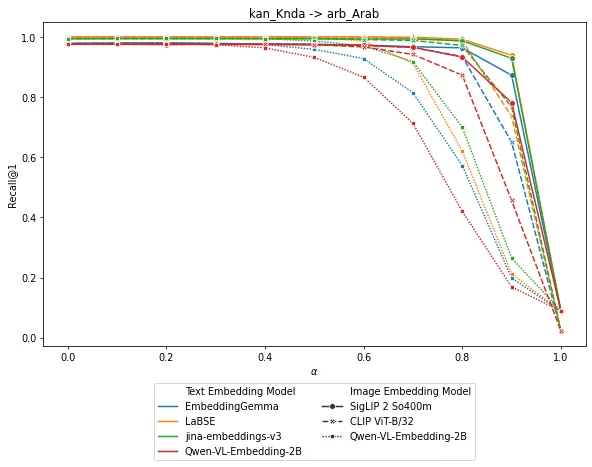 kan_Knda -> arb_Arab
Recall@1
1.0
0.8
0.6
0.4
0.2
0.0
0.0 0.2 0.4 0.6 0.8 1.0
α
Text Embedding Model
EmbeddingGemma
LaBSE
jina-embeddings-v3
Qwen-VL-Embedding-2B
Image Embedding Model
SigLIP 2 So400m
CLIP ViT-B/32
Qwen-VL-Embedding-2B